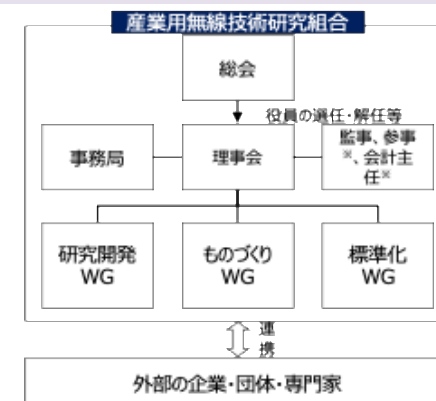 産業用無線技術研究組合
総会
役員の選任・解任等
事務局
理事会
監事、参事
※、会計主
任※
研究開発
WG
ものづくり
WG
標準化
WG
連
携
外部の企業・団体・専門家